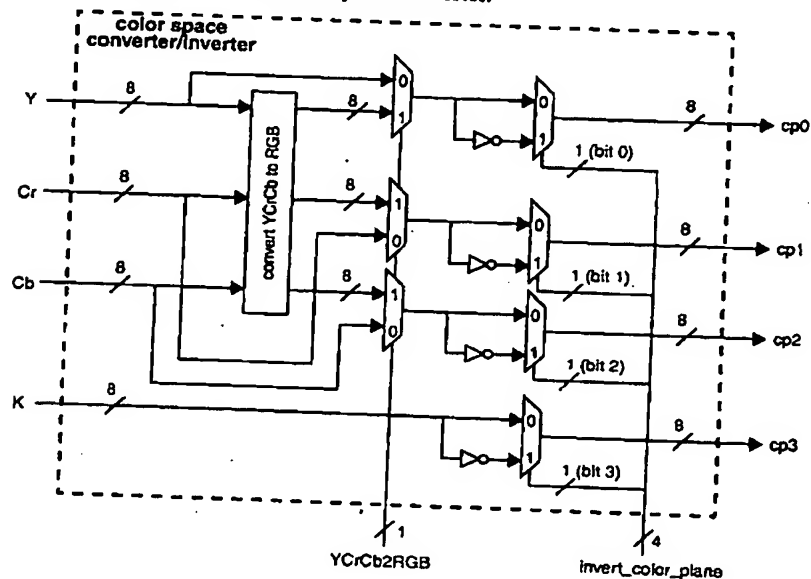 color space
converter/inverter
Y
8
8
0
1
0
1
8
cp0
1 (bit 0)
convert YCrCb to RGB
Cr
8
8
1
0
0
1
8
cp1
1 (bit 1)
Cb
8
8
1
0
0
1
8
cp2
1 (bit 2)
K
8
0
1
8
cp3
1 (bit 3)
1
YCrCb2RGB
4
invert_color_plane